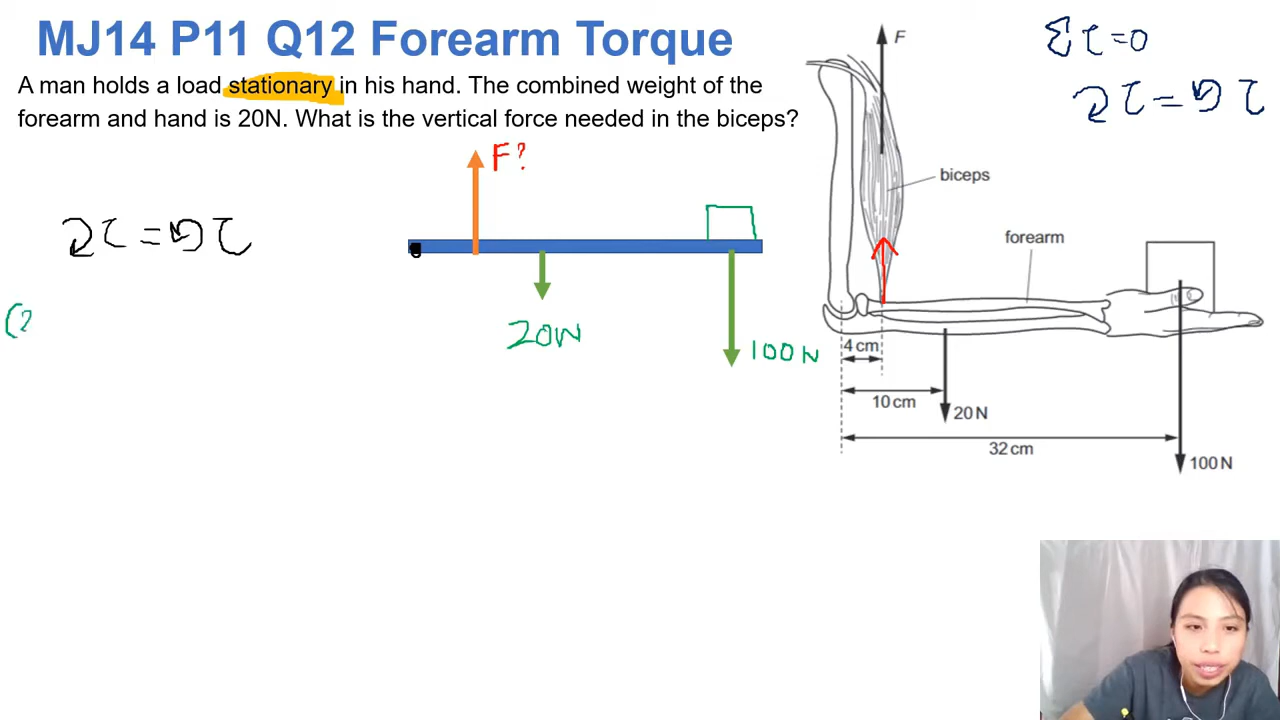 MJ14 P11 Q12 Forearm Torque
A man holds a load stationary in his hand. The combined weight of the
forearm and hand is 20N. What is the vertical force needed in the biceps?
Στ=0
↻τ=↺τ
F?
↻τ=↺τ
(2
20N
100N
F
biceps
forearm
4 cm
10 cm
20 N
32 cm
100 N